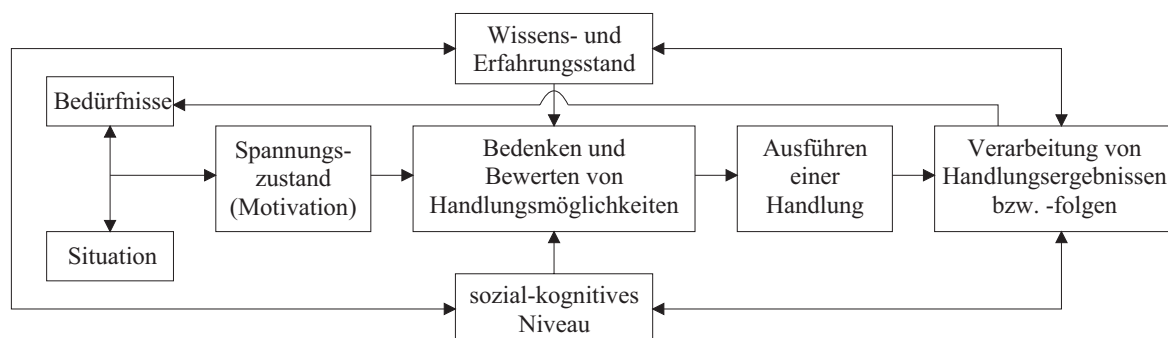 Wissens- und
Erfahrungsstand
Bedürfnisse
Spannungs-
zustand
(Motivation)
Bedenken und
Bewerten von
Handlungsmöglichkeiten
Ausführen
einer
Handlung
Verarbeitung von
Handlungsergebnissen
bzw. -folgen
Situation
sozial-kognitives
Niveau